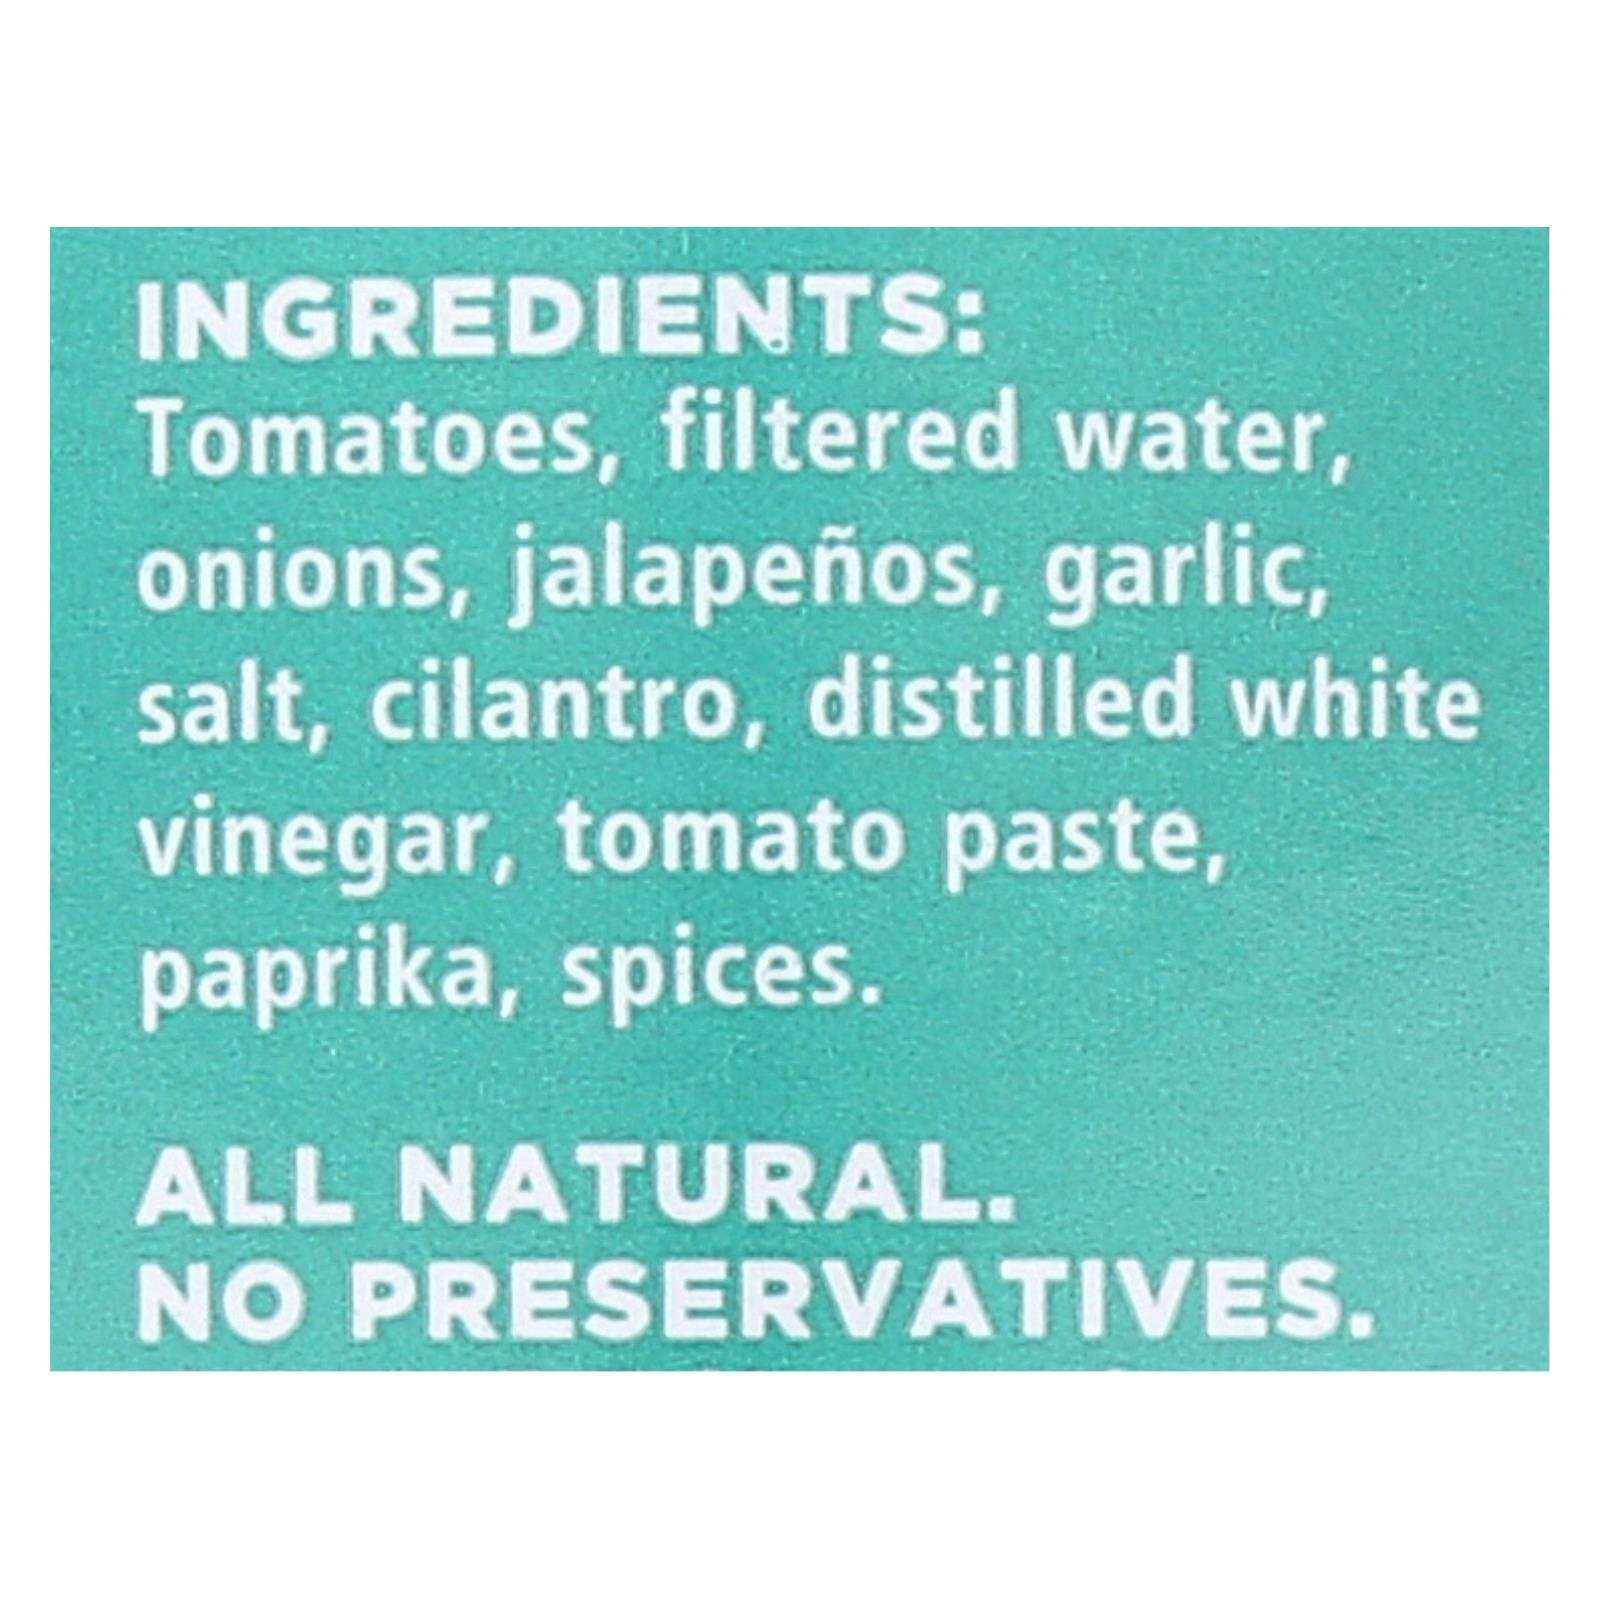 INGREDIENTS:
Tomatoes, filtered water,
onions, jalapeños, garlic,
salt, cilantro, distilled white
vinegar, tomato paste,
paprika, spices.
ALL NATURAL.
NO PRESERVATIVES.